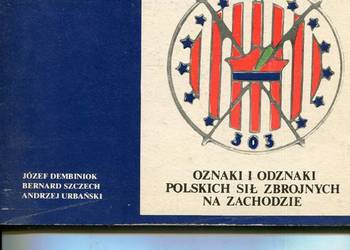 303
JÓZEF DEMBINIOK
BERNARD SZCZECH
ANDRZEJ URBAŃSKI
OZNAKI I ODZNAKI
POLSKICH SIŁ ZBROJNYCH
NA ZACHODZIE